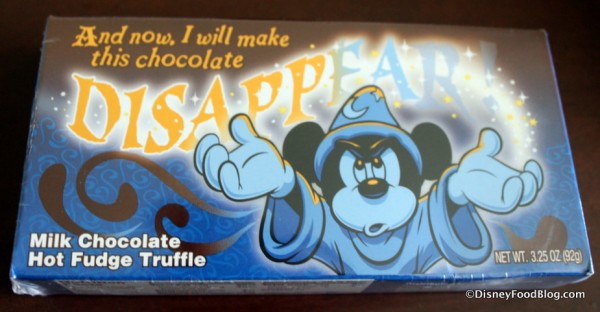 And now, I will make
this chocolate
DISAPPEAR!
Milk Chocolate
Hot Fudge Truffle
NET WT. 3.25 OZ (92g)
©DisneyFoodBlog.com